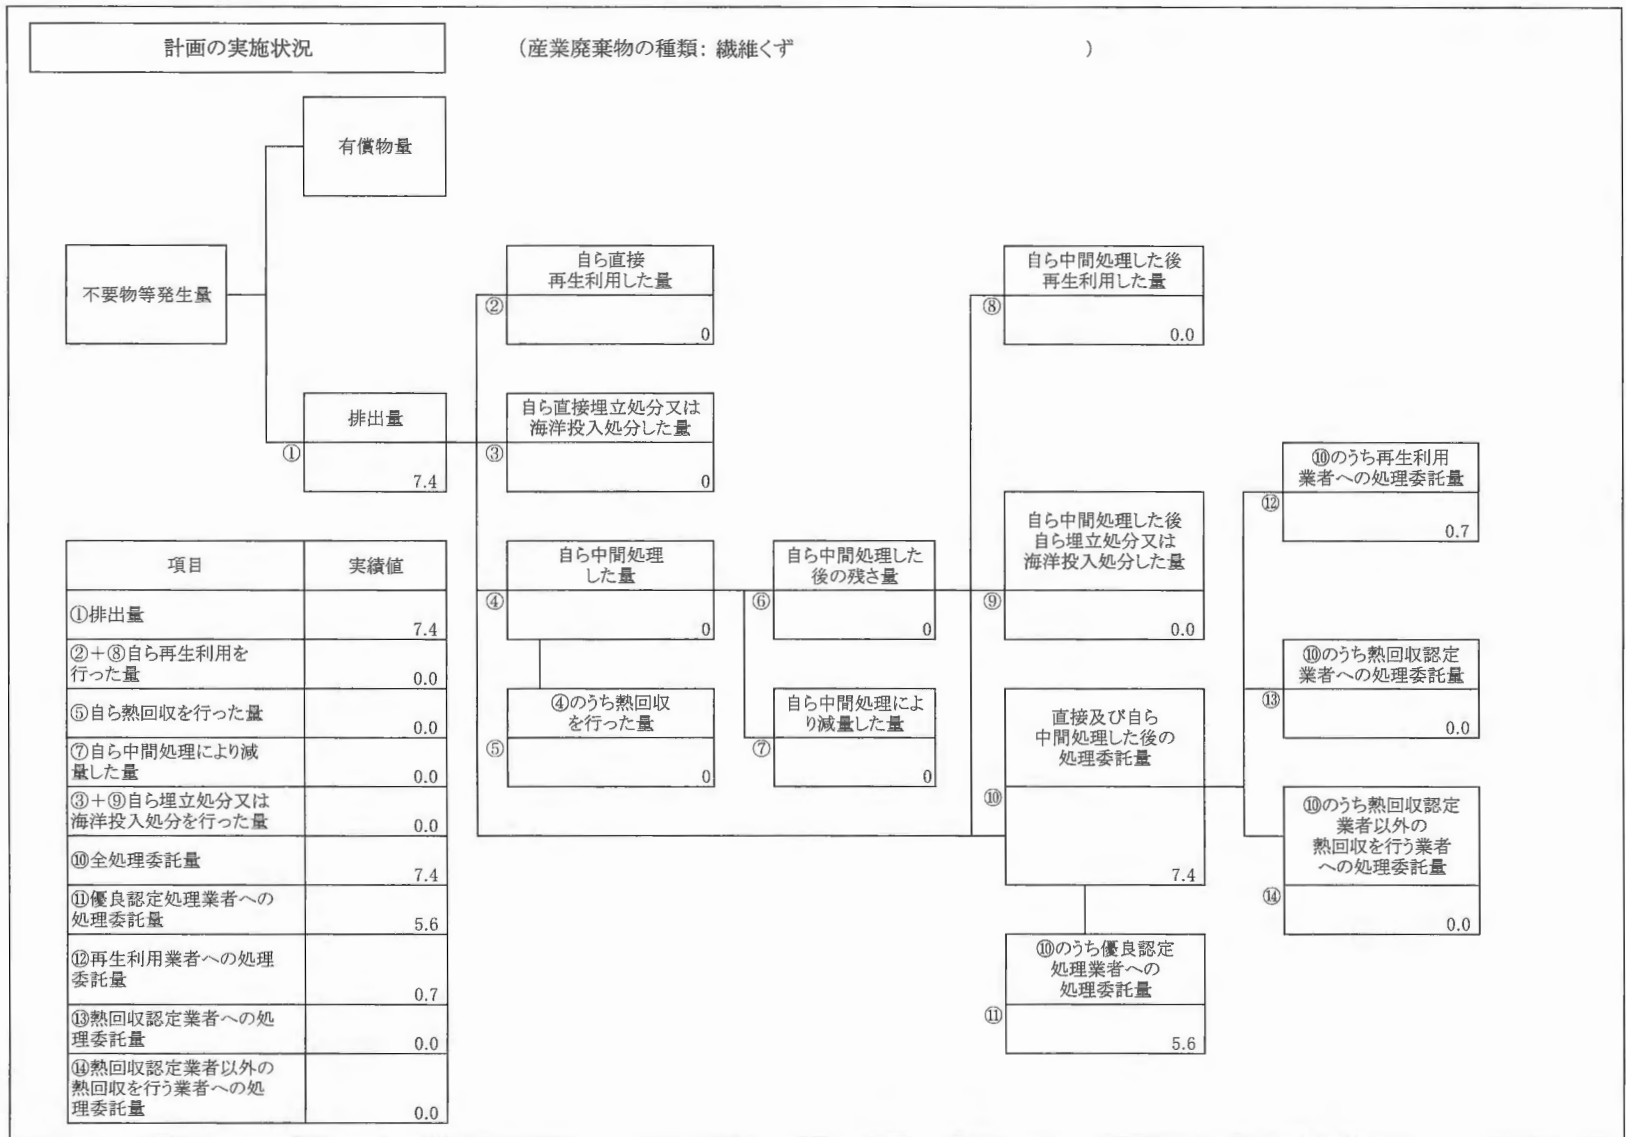 計画の実施状況
(産業廃棄物の種類: 繊維くず )
有償物量
不要物等発生量
排出量
①
7.4
自ら直接
再生利用した量
②
0
自ら直接埋立処分又は
海洋投入処分した量
③
0
自ら中間処理
した量
④
0
④のうち熱回収
を行った量
⑤
0
自ら中間処理した
後の残さ量
⑥
0
自ら中間処理によ
り減量した量
⑦
0
自ら中間処理した後
再生利用した量
⑧
0.0
自ら中間処理した後
自ら埋立処分又は
海洋投入処分した量
⑨
0.0
直接及び自ら
中間処理した後の
処理委託量
⑩
7.4
⑩のうち優良認定
処理業者への
処理委託量
⑪
5.6
⑩のうち再生利用
業者への処理委託量
⑫
0.7
⑩のうち熱回収認定
業者への処理委託量
⑬
0.0
⑩のうち熱回収認定
業者以外の
熱回収を行う業者
への処理委託量
⑭
0.0
項目 実績値
①排出量
7.4
②+⑧自ら再生利用を
行った量
0.0
⑤自ら熱回収を行った量
0.0
⑦自ら中間処理により減
量した量
0.0
③+⑨自ら埋立処分又は
海洋投入処分を行った量
0.0
⑩全処理委託量
7.4
⑪優良認定処理業者への
処理委託量
5.6
⑫再生利用業者への処理
委託量
0.7
⑬熱回収認定業者への処
理委託量
0.0
⑭熱回収認定業者以外の
熱回収を行う業者への処
理委託量
0.0